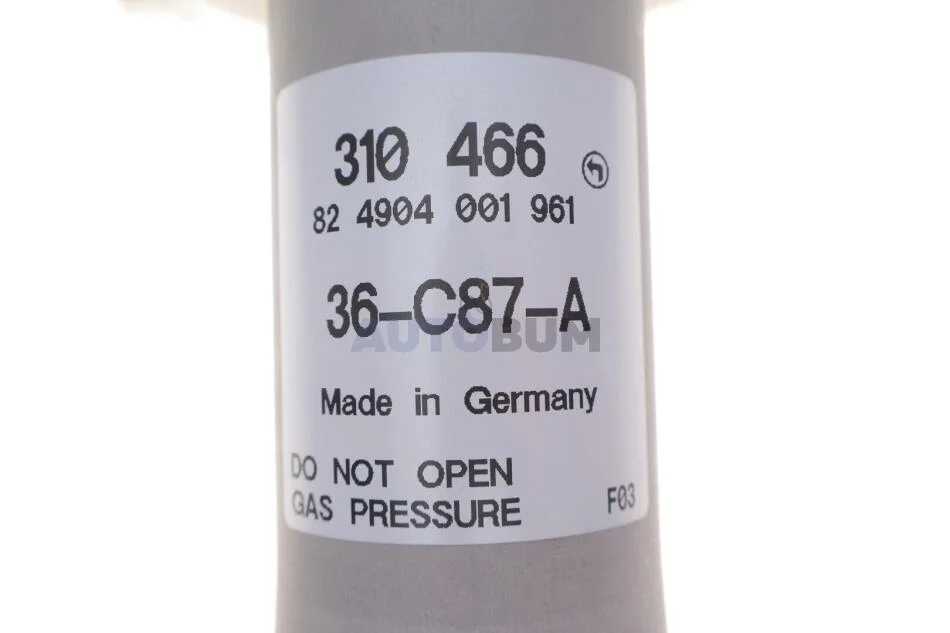 310 466
82 4904 001 961
36-C87-A
AUTOBUM
Made in Germany
DO NOT OPEN
GAS PRESSURE
F03